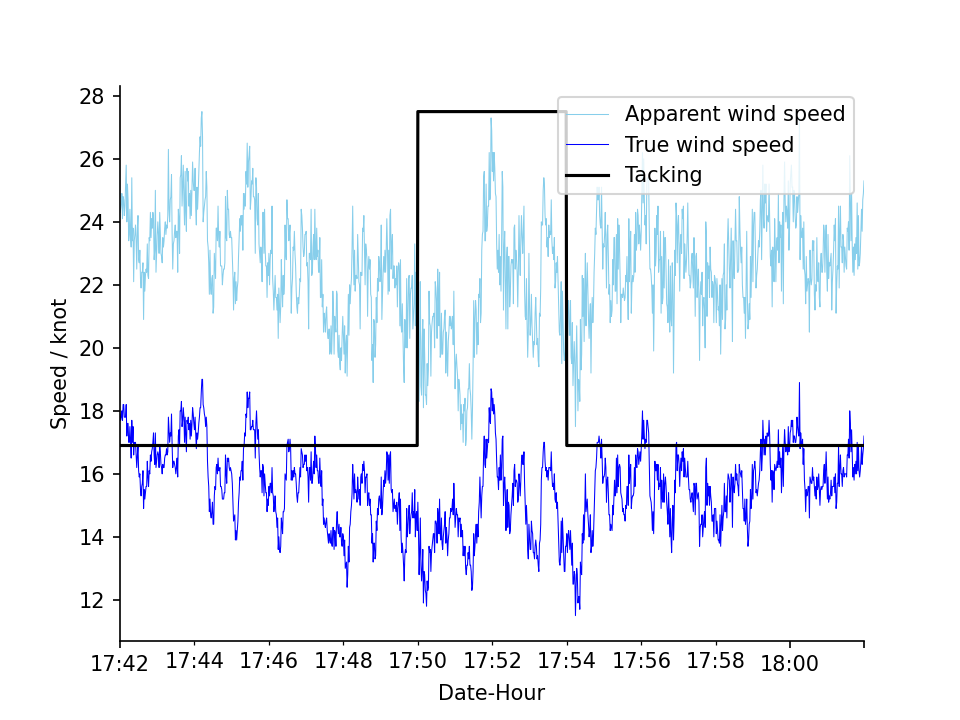 28
26
24
22
20
18
16
14
12
Speed / knot
Apparent wind speed
True wind speed
Tacking
17:42 17:44 17:46 17:48 17:50 17:52 17:54 17:56 17:58 18:00
Date-Hour